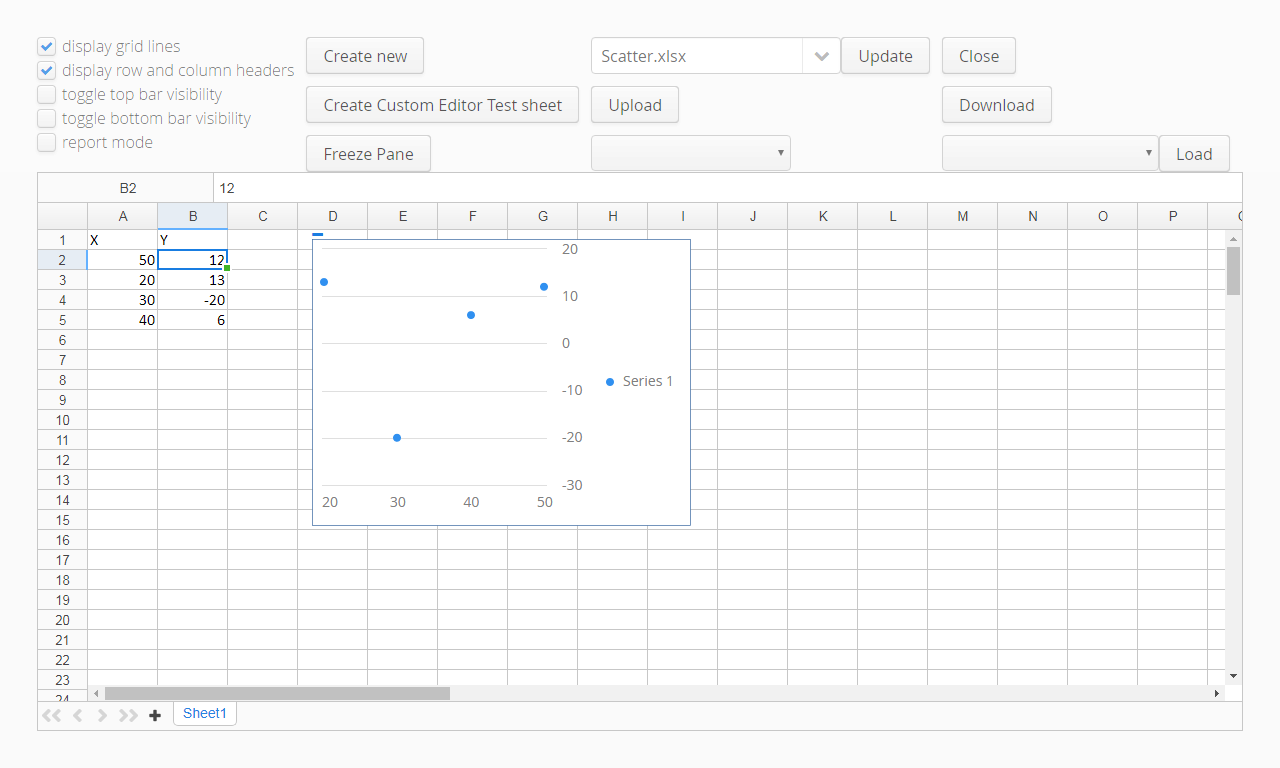 display grid lines
display row and column headers
toggle top bar visibility
toggle bottom bar visibility
report mode
Create new
Scatter.xlsx
Update
Close
Create Custom Editor Test sheet
Upload
Download
Freeze Pane
Load
B2 12
A B C D E F G H I J K L M N O P
1 X Y
2 50 12
3 20 13
4 30 -20
5 40 6
6
7
8
9
10
11
12
13
14
15
16
17
18
19
20
21
22
23
24
20
10
0
-10
-20
-30
20 30 40 50
Series 1
Sheet1